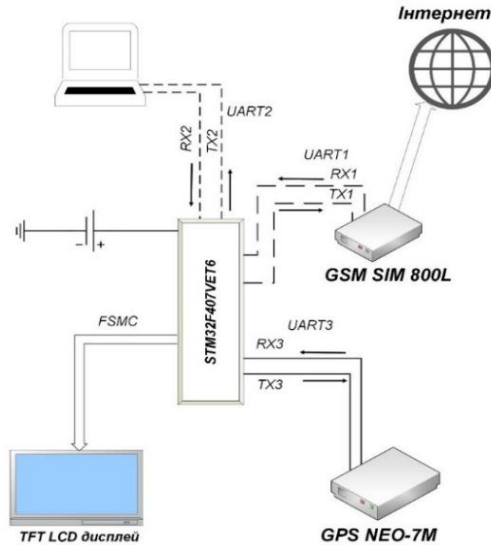 Інтернет
UART2
RX2
TX2
UART1
RX1
TX1
GSM SIM 800L
- +
STM32F407VET6
FSMC
UART3
RX3
TX3
TFT LCD дисплей
GPS NEO-7M